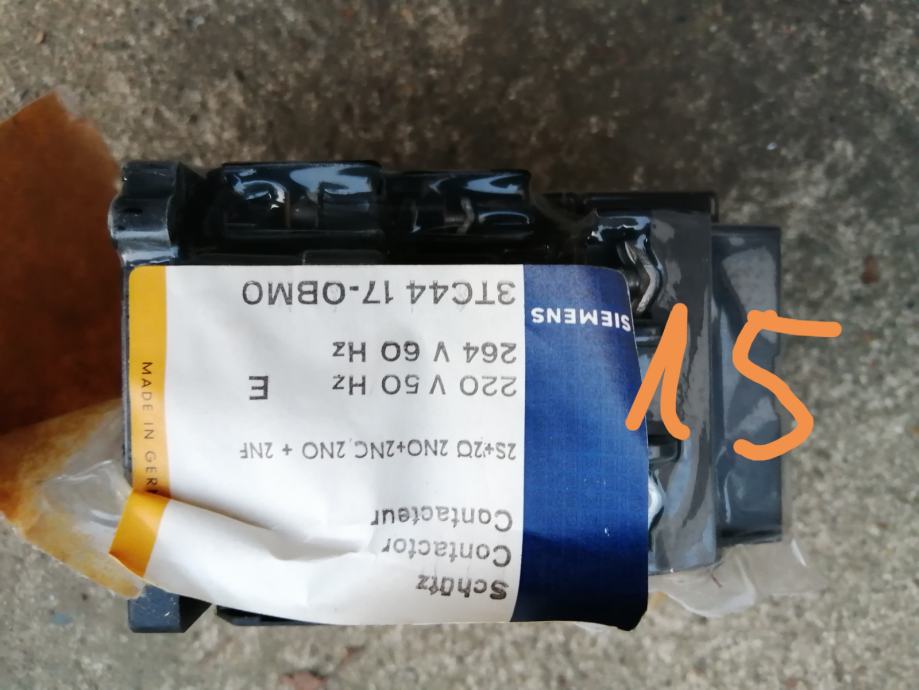 Schütz
Contactor
Contacteur
2S+2Ö 2NO+2NC, 2NO + 2NF
220 V 50 Hz E
264 V 60 Hz
SIEMENS
3TC44 17-0BM0
MADE IN GER
15